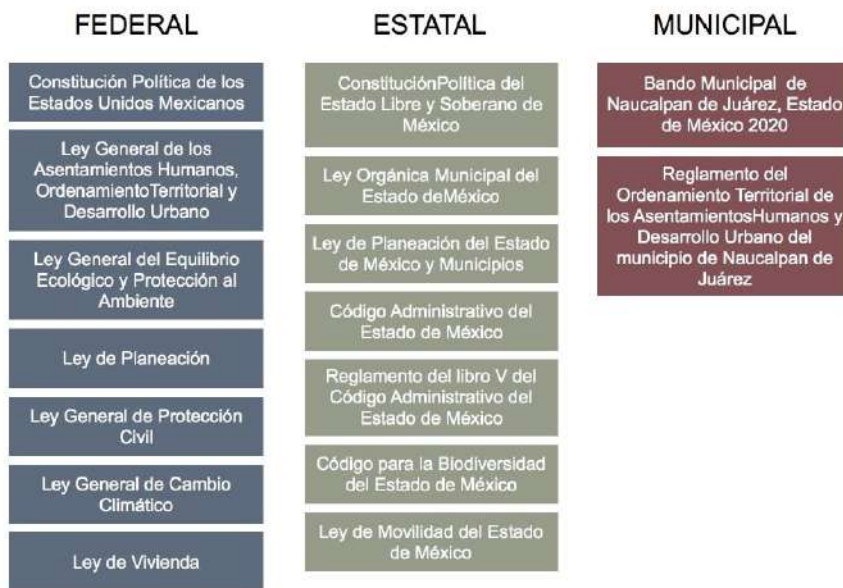 FEDERAL
Constitución Política de los
Estados Unidos Mexicanos
Ley General de los
Asentamientos Humanos,
OrdenamientoTerritorial y
Desarrollo Urbano
Ley General del Equilibrio
Ecológico y Protección al
Ambiente
Ley de Planeación
Ley General de Protección
Civil
Ley General de Cambio
Climático
Ley de Vivienda
ESTATAL
ConstituciónPolítica del
Estado Libre y Soberano de
México
Ley Orgánica Municipal del
Estado deMéxico
Ley de Planeación del Estado
de México y Municipios
Código Administrativo del
Estado de México
Reglamento del libro V del
Código Administrativo del
Estado de México
Código para la Biodiversidad
del Estado de México
Ley de Movilidad del Estado
de México
MUNICIPAL
Bando Municipal de
Naucalpan de Juárez, Estado
de México 2020
Reglamento del
Ordenamiento Territorial de
los AsentamientosHumanos y
Desarrollo Urbano del
municipio de Naucalpan de
Juárez